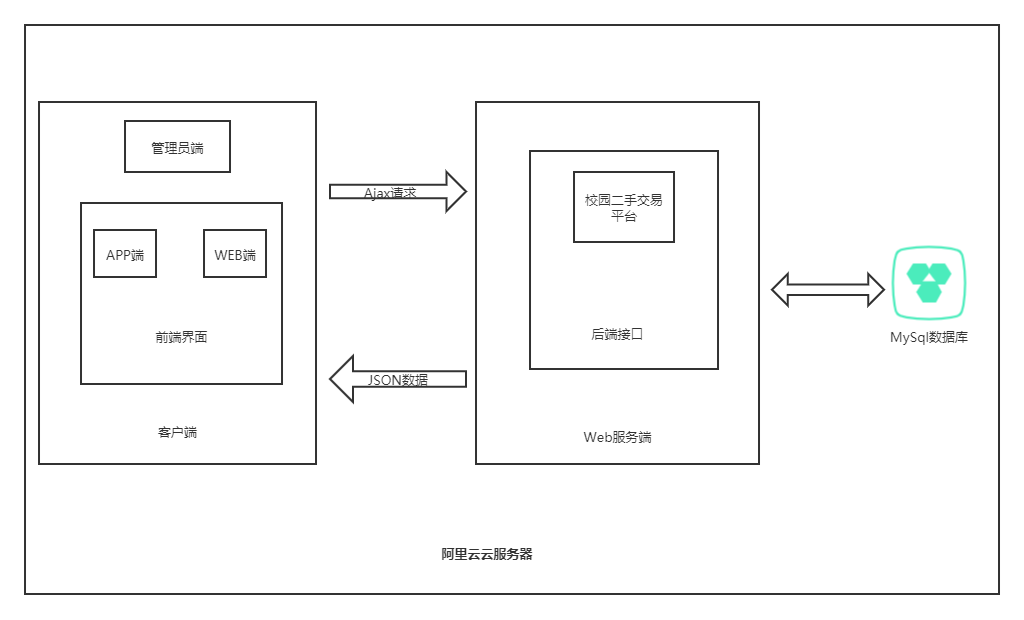 管理员端
APP端
WEB端
前端界面
客户端
Ajax请求
JSON数据
校园二手交易
平台
后端接口
Web服务端
MySql数据库
阿里云云服务器